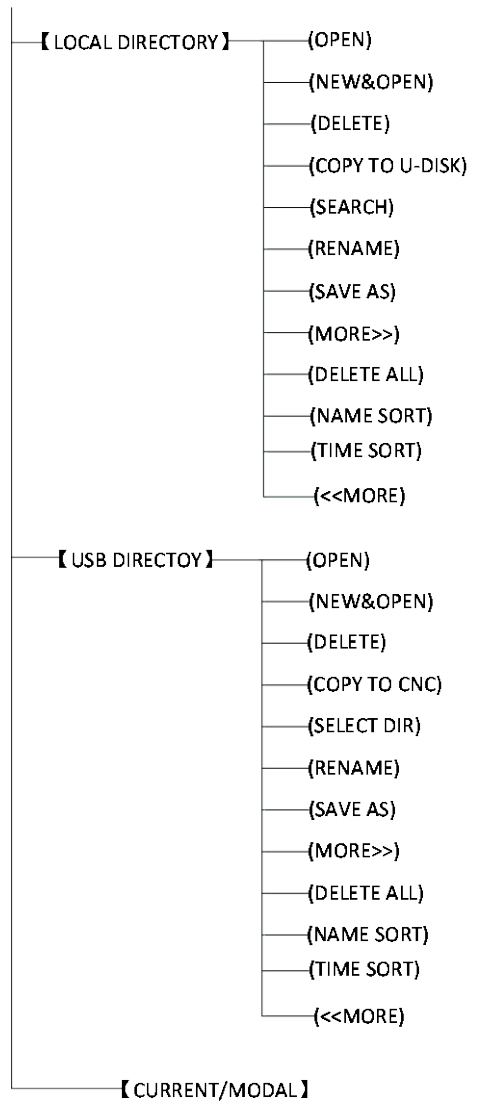 【LOCAL DIRECTORY】
(OPEN)
(NEW&OPEN)
(DELETE)
(COPY TO U-DISK)
(SEARCH)
(RENAME)
(SAVE AS)
(MORE>>)
(DELETE ALL)
(NAME SORT)
(TIME SORT)
(<<MORE)
【USB DIRECTOY】
(OPEN)
(NEW&OPEN)
(DELETE)
(COPY TO CNC)
(SELECT DIR)
(RENAME)
(SAVE AS)
(MORE>>)
(DELETE ALL)
(NAME SORT)
(TIME SORT)
(<<MORE)
【CURRENT/MODAL】